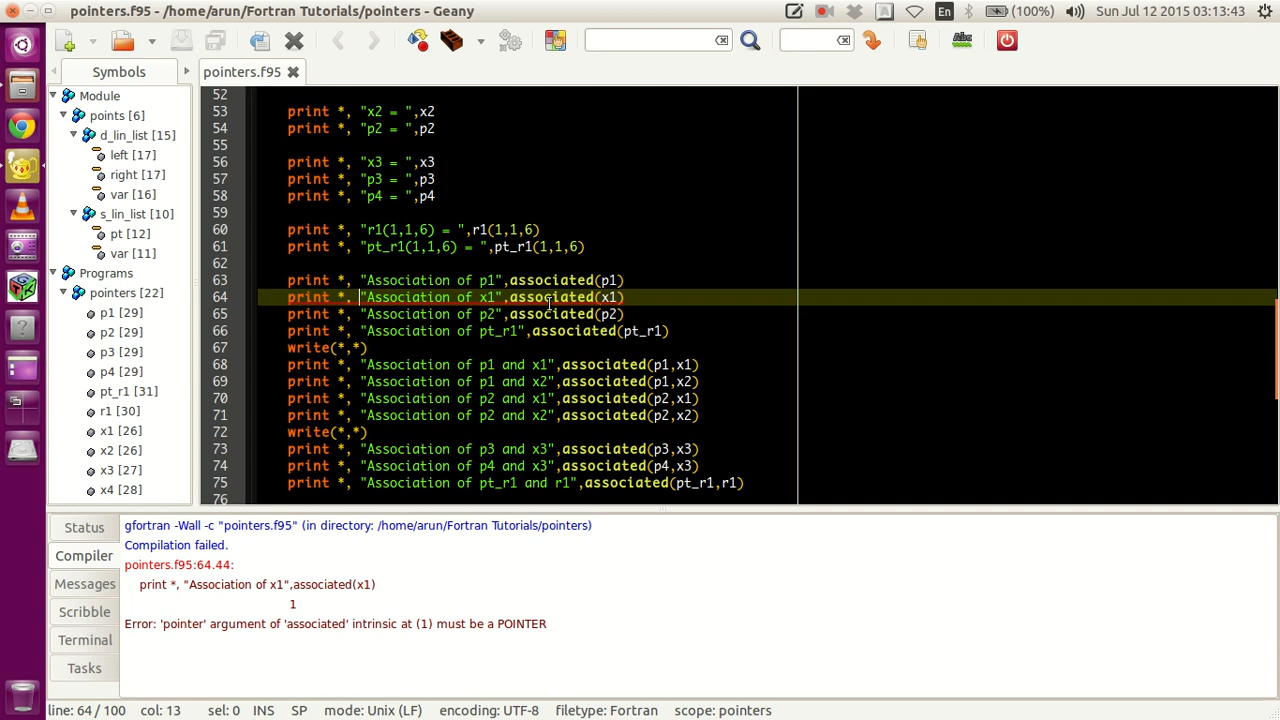 pointers.f95 - /home/arun/Fortran Tutorials/pointers - Geany
En
(100%)
Sun Jul 12 2015 03:13:43
Abc
Symbols
pointers.f95
Module
points [6]
d_lin_list [15]
left [17]
right [17]
var [16]
s_lin_list [10]
pt [12]
var [11]
Programs
pointers [22]
p1 [29]
p2 [29]
p3 [29]
p4 [29]
pt_r1 [31]
r1 [30]
x1 [26]
x2 [26]
x3 [27]
x4 [28]
52
53 print *, "x2 = ",x2
54 print *, "p2 = ",p2
55
56 print *, "x3 = ",x3
57 print *, "p3 = ",p3
58 print *, "p4 = ",p4
59
60 print *, "r1(1,1,6) = ",r1(1,1,6)
61 print *, "pt_r1(1,1,6) = ",pt_r1(1,1,6)
62
63 print *, "Association of p1",associated(p1)
64 print *, "Association of x1",associated(x1)
65 print *, "Association of p2",associated(p2)
66 print *, "Association of pt_r1",associated(pt_r1)
67 write(*,*)
68 print *, "Association of p1 and x1",associated(p1,x1)
69 print *, "Association of p1 and x2",associated(p1,x2)
70 print *, "Association of p2 and x1",associated(p2,x1)
71 print *, "Association of p2 and x2",associated(p2,x2)
72 write(*,*)
73 print *, "Association of p3 and x3",associated(p3,x3)
74 print *, "Association of p4 and x3",associated(p4,x3)
75 print *, "Association of pt_r1 and r1",associated(pt_r1,r1)
76
Status
Compiler
Messages
Scribble
Terminal
Tasks
gfortran -Wall -c "pointers.f95" (in directory: /home/arun/Fortran Tutorials/pointers)
Compilation failed.
pointers.f95:64.44:
print *, "Association of x1",associated(x1)
1
Error: 'pointer' argument of 'associated' intrinsic at (1) must be a POINTER
line: 64 / 100 col: 13 sel: 0 INS SP mode: Unix (LF) encoding: UTF-8 filetype: Fortran scope: pointers